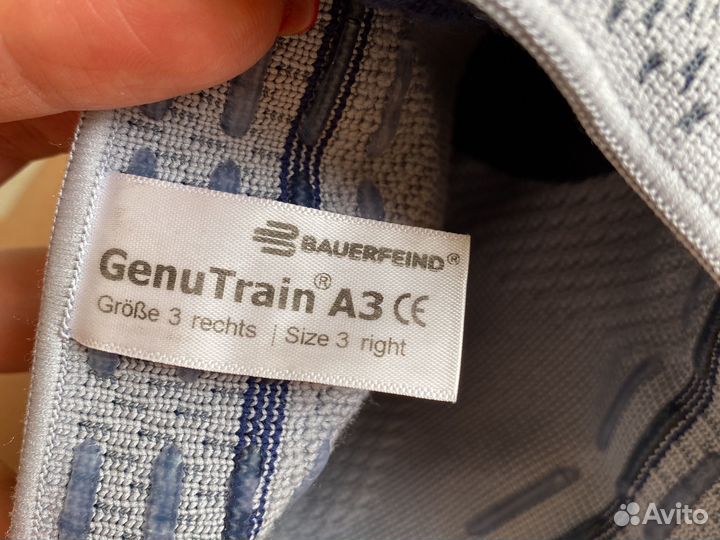 BAUERFEIND®
GenuTrain® A3 CE
Größe 3 rechts | Size 3 right
Avito